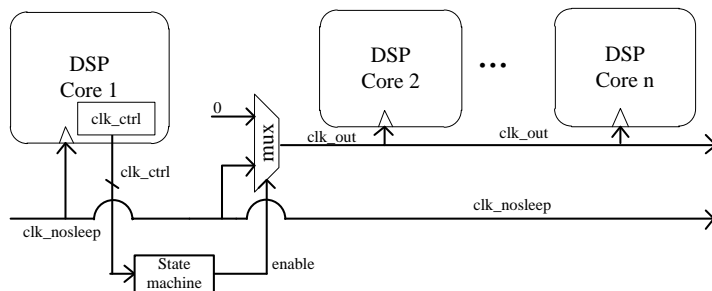 DSP
Core 1
clk_ctrl
DSP
Core 2
...
DSP
Core n
0
mux
clk_out
clk_out
clk_ctrl
clk_nosleep
clk_nosleep
State
machine
enable